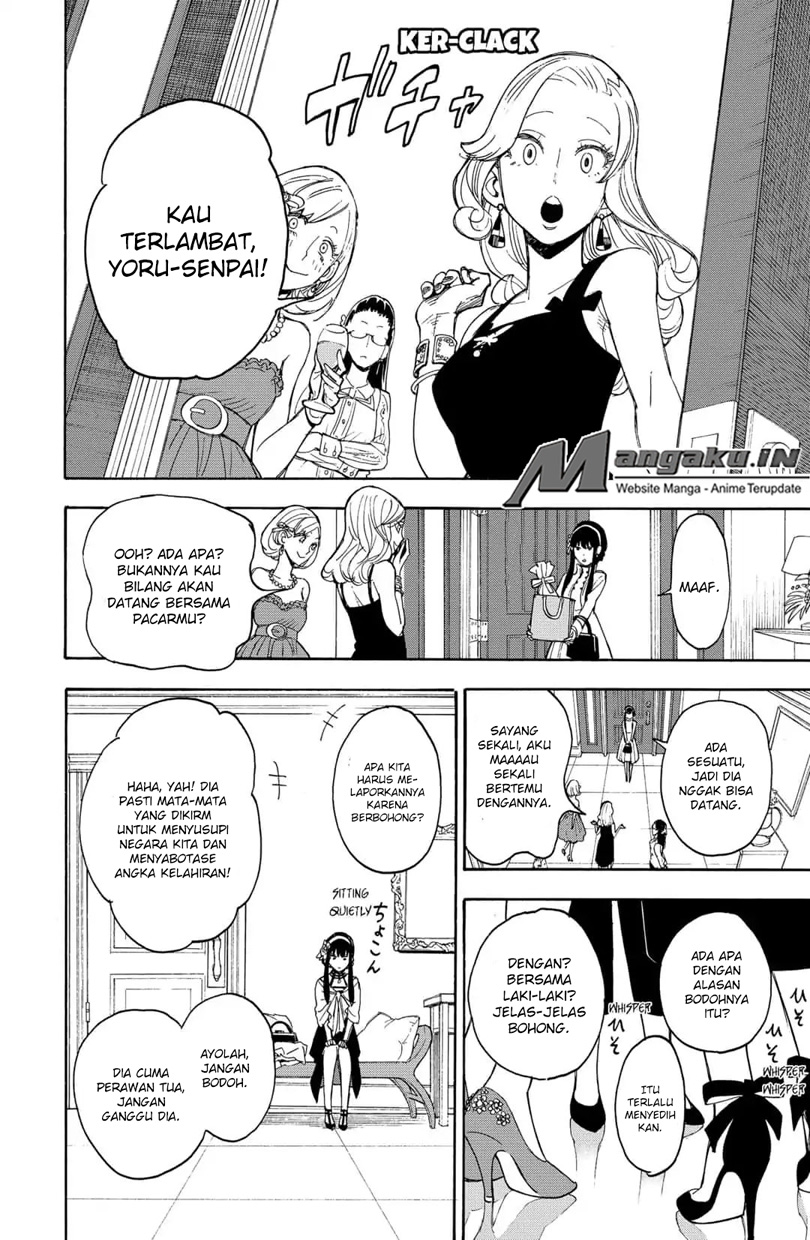 KER-CLACK
ガチャ
KAU
TERLAMBAT,
YORU-SENPAI!
Mangaku.in
Website Manga - Anime Terupdate
MAAF.
OOH? ADA APA?
BUKANNYA KAU
BILANG AKAN
DATANG BERSAMA
PACARMU?
ADA
SESUATU,
JADI DIA
NGGAK BISA
DATANG.
SAYANG
SEKALI, AKU
MAAAAU
SEKALI
BERTEMU
DENGANNYA.
ADA APA
DENGAN
ALASAN
BODOHNYA
ITU?
WHISPER
WHISPER
ひそ
DENGAN?
BERSAMA
LAKI-LAKI?
JELAS-JELAS
BOHONG.
WHISPER
ひそ
ITU
TERLALU
MENYEDIH
KAN.
APA KITA
HARUS ME-
LAPORKANNYA
KARENA
BERBOHONG?
HAHA, YAH! DIA
PASTI MATA-MATA
YANG DIKIRM
UNTUK MENYUSUPI
NEGARA KITA DAN
MENYABOTASE
ANGKA KELAHIRAN!
SITTING
QUIETLY
ちょこん
AYOLAH,
JANGAN
BODOH.
DIA CUMA
PERAWAN TUA,
JANGAN
GANGGU DIA.